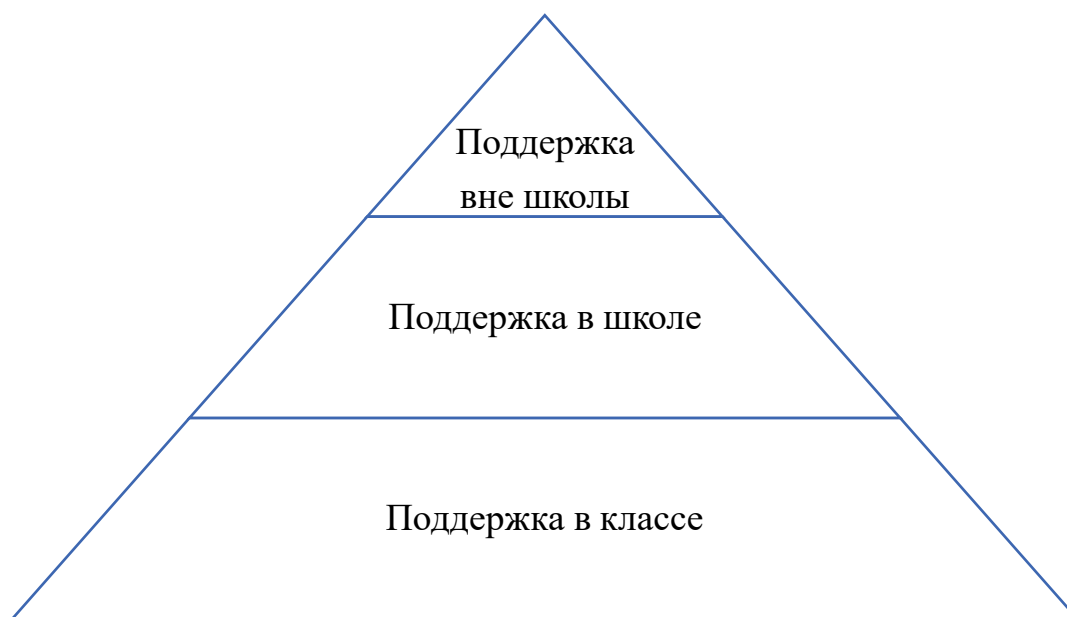 Поддержка
вне школы
Поддержка в школе
Поддержка в классе